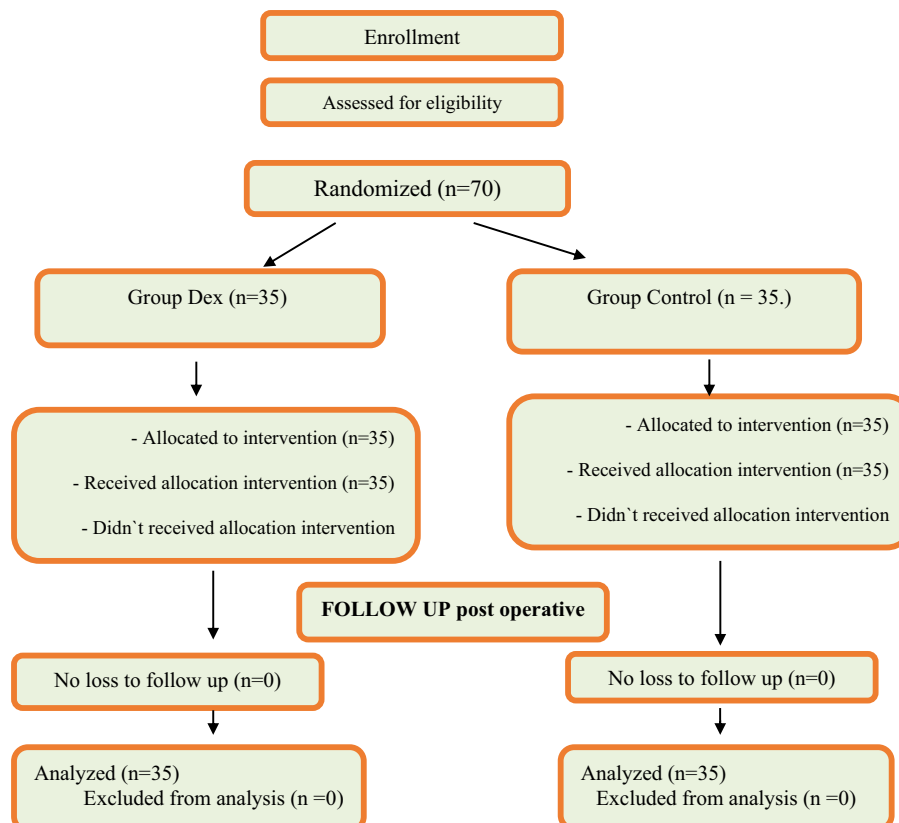 Enrollment
Assessed for eligibility
Randomized (n=70)
Group Dex (n=35)
Group Control (n = 35.)
- Allocated to intervention (n=35)
- Received allocation intervention (n=35)
- Didn`t received allocation intervention
- Allocated to intervention (n=35)
- Received allocation intervention (n=35)
- Didn`t received allocation intervention
FOLLOW UP post operative
No loss to follow up (n=0)
No loss to follow up (n=0)
Analyzed (n=35)
Excluded from analysis (n =0)
Analyzed (n=35)
Excluded from analysis (n =0)